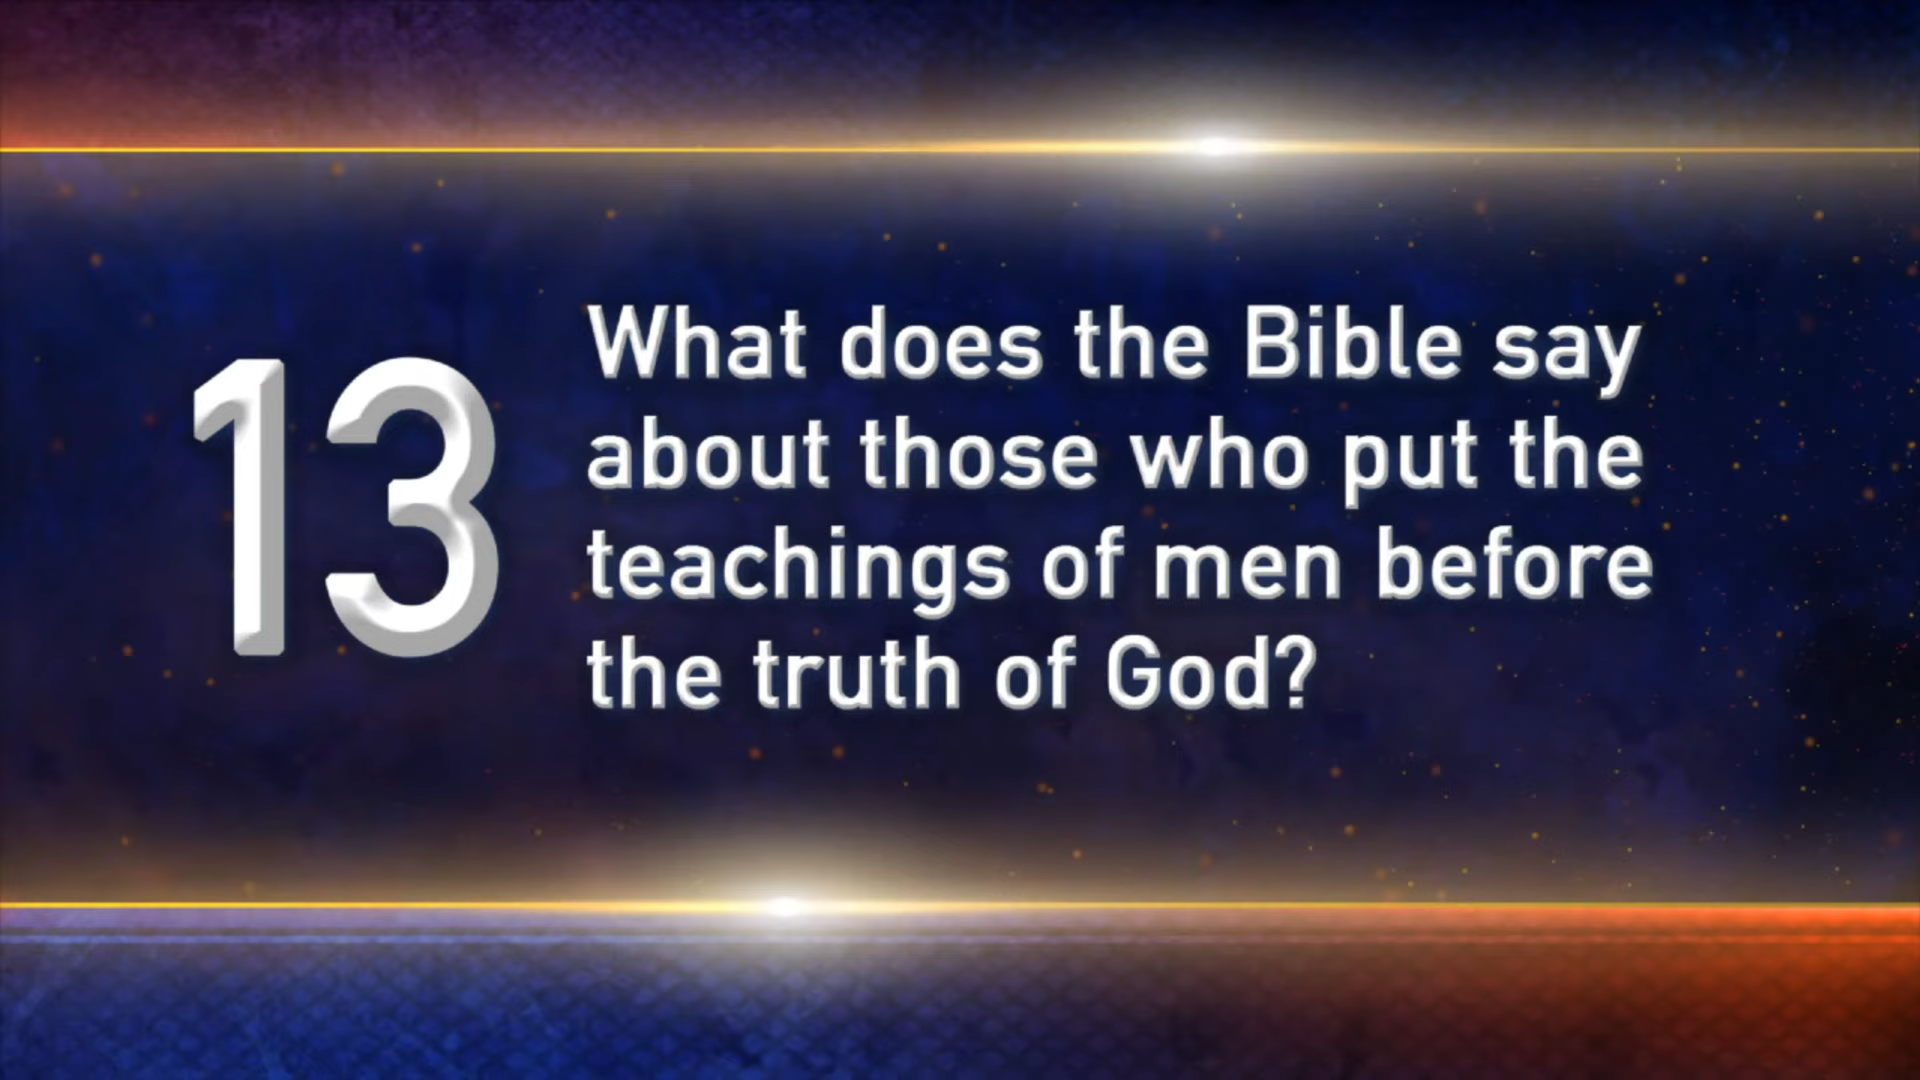 13
What does the Bible say
about those who put the
teachings of men before
the truth of God?